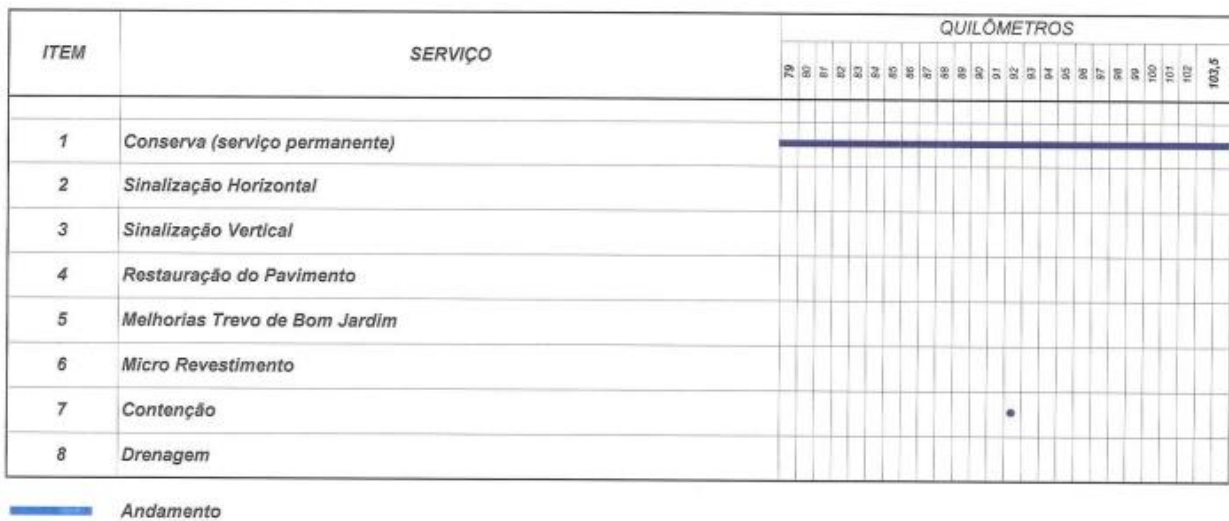 ITEM SERVIÇO QUILÔMETROS
79 80 81 82 83 84 85 86 87 88 89 90 91 92 93 94 95 96 97 98 99 100 101 102 103,5
1 Conserva (serviço permanente)
2 Sinalização Horizontal
3 Sinalização Vertical
4 Restauração do Pavimento
5 Melhorias Trevo de Bom Jardim
6 Micro Revestimento
7 Contenção
8 Drenagem
Andamento